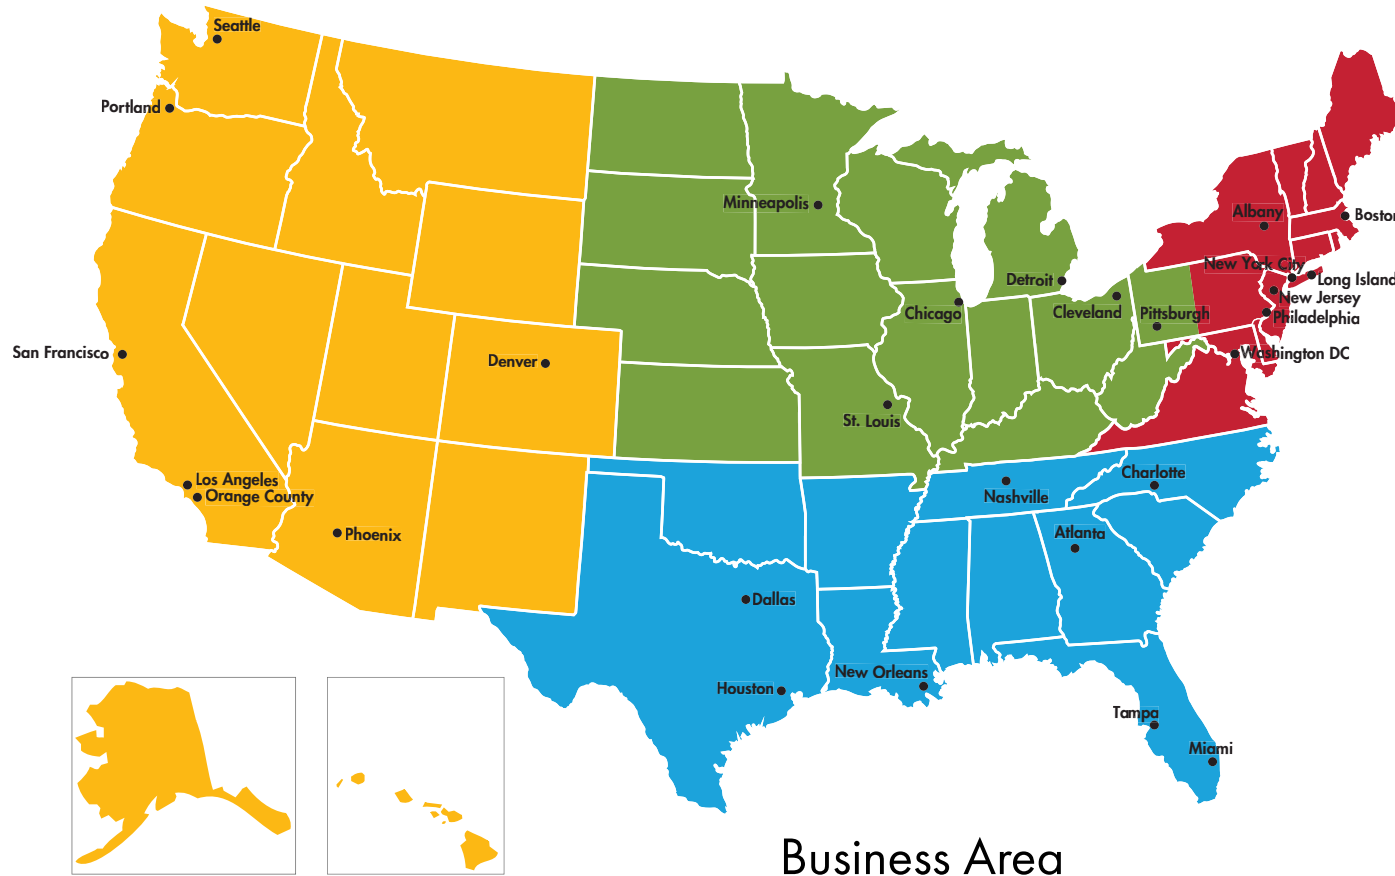 Seattle
Portland
Minneapolis
Albany
Boston
New York City
Long Island
Detroit
New Jersey
Chicago
Cleveland
Pittsburgh
Philadelphia
San Francisco
Denver
Washington DC
St. Louis
Los Angeles
Orange County
Charlotte
Nashville
Phoenix
Atlanta
Dallas
New Orleans
Houston
Tampa
Miami
Business Area